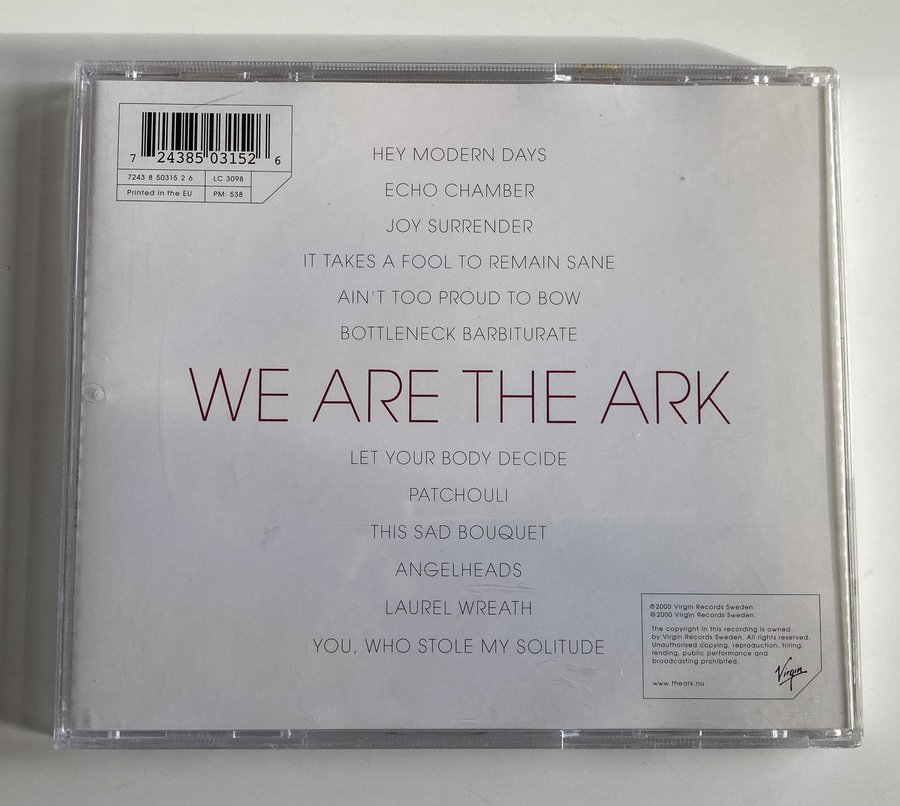 7 24385 03152 6
7243 8 50315 2 6
LC 3098
Printed in the EU
PM: 538
HEY MODERN DAYS
ECHO CHAMBER
JOY SURRENDER
IT TAKES A FOOL TO REMAIN SANE
AIN'T TOO PROUD TO BOW
BOTTLENECK BARBITURATE
WE ARE THE ARK
LET YOUR BODY DECIDE
PATCHOULI
THIS SAD BOUQUET
ANGELHEADS
LAUREL WREATH
YOU, WHO STOLE MY SOLITUDE
℗2000 Virgin Records Sweden.
©2000 Virgin Records Sweden.
The copyright in this recording is owned
by Virgin Records Sweden. All rights reserved.
Unauthorised copying, reproduction, hiring,
lending, public performance and
broadcasting prohibited.
Virgin
www.theark.nu